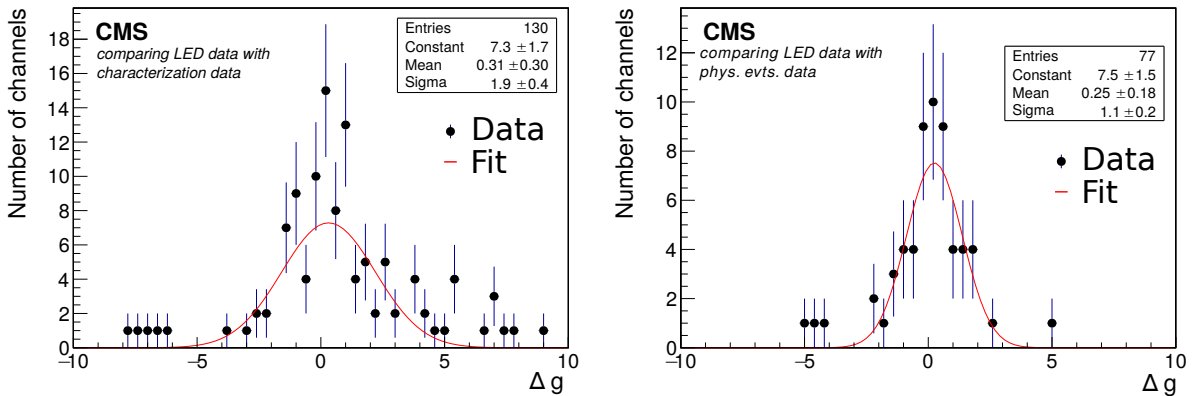 CMS
comparing LED data with
characterization data
Entries 130
Constant 7.3 ±1.7
Mean 0.31 ±0.30
Sigma 1.9 ±0.4
Data
Fit
Number of channels
18
16
14
12
10
8
6
4
2
0
−10 −5 0 5 10
Δ g
CMS
comparing LED data with
phys. evts. data
Entries 77
Constant 7.5 ±1.5
Mean 0.25 ±0.18
Sigma 1.1 ±0.2
Data
Fit
Number of channels
12
10
8
6
4
2
0
−10 −5 0 5 10
Δ g